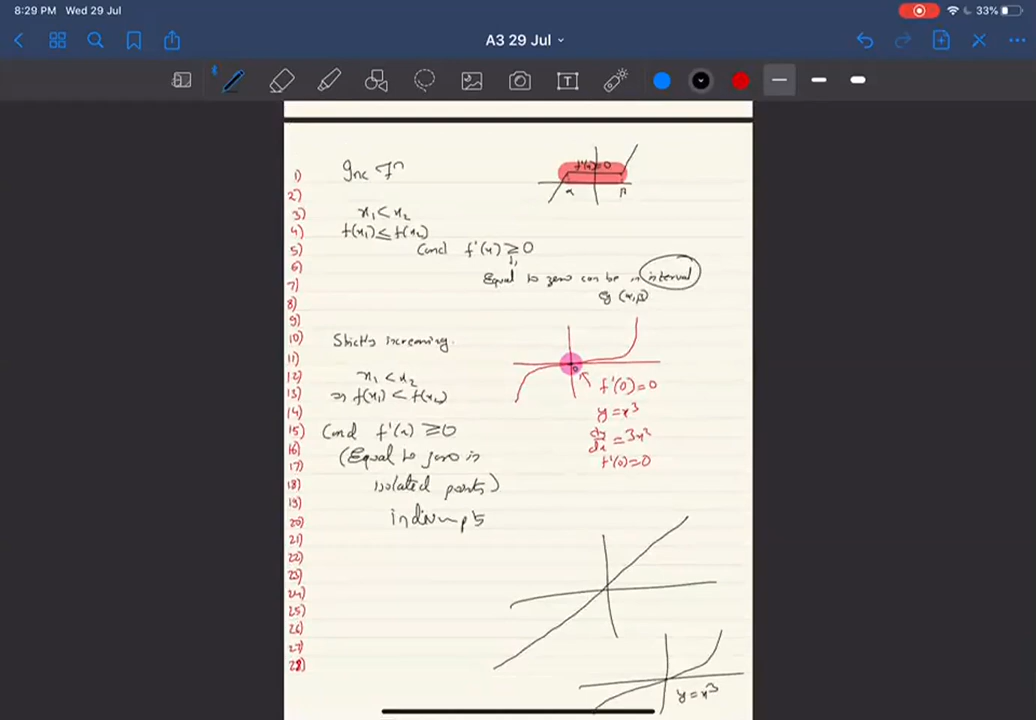 8:29 PM Wed 29 Jul
33%
A3 29 Jul
T
1)
2)
3)
4)
5)
6)
7)
8)
9)
10)
11)
12)
13)
14)
15)
16)
17)
18)
19)
20)
21)
22)
23)
24)
25)
26)
27)
28)
Inc Fⁿ
f'(x)=0
α
β
x₁<x₂
f(x₁)≤f(x₂)
Cond f'(x) ≥0
Equal to zero can be in interval
eg (α,β)
Strictly increasing.
x₁<x₂
⇒ f(x₁)<f(x₂)
Cond f'(x) ≥0
(Equal to zero is
isolated points)
0
f'(0)=0
y=x³
dy/dx=3x²
f'(0)=0
y=x³